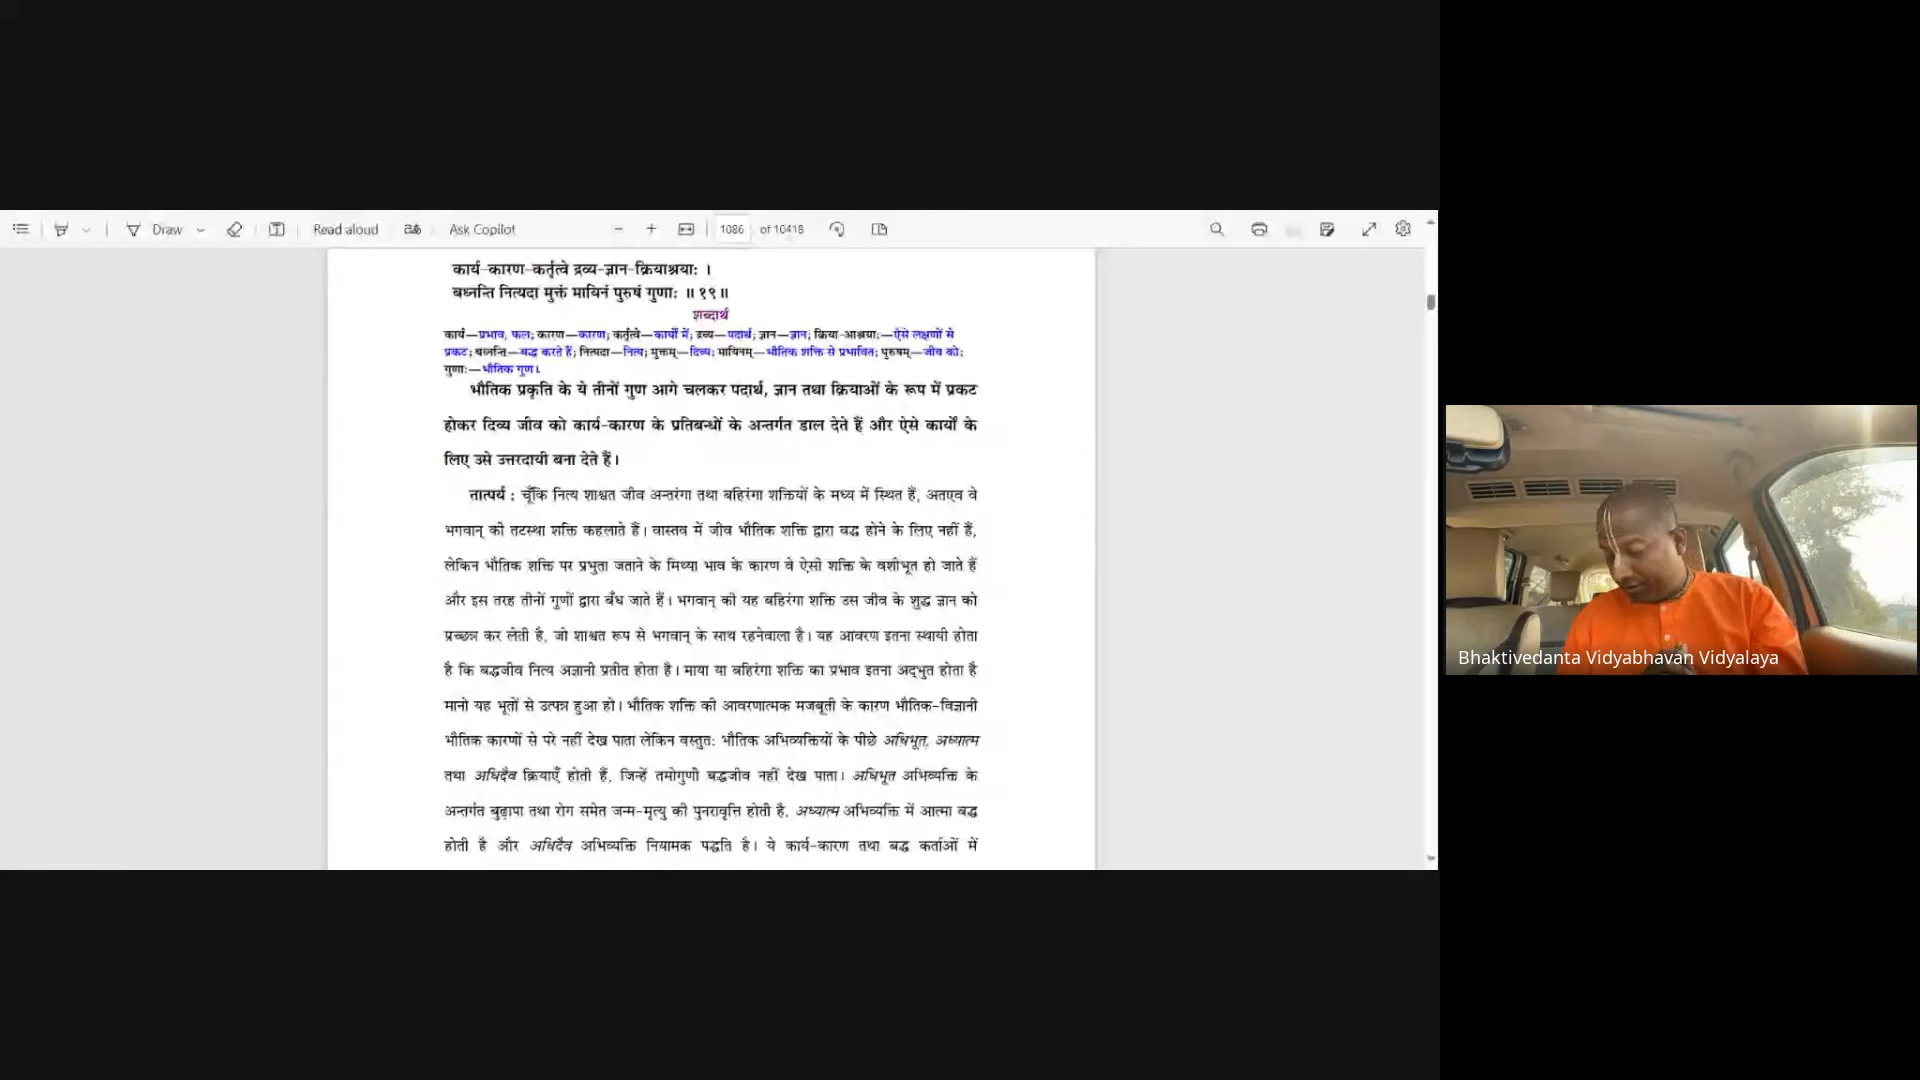 Draw
Read aloud
aあ
Ask Copilot
1086 of 10418
कार्य-कारण-कर्तृत्वे द्रव्य-ज्ञान-क्रियाश्रयाः ।
बध्नन्ति नित्यदा मुक्तं मायिनं पुरुषं गुणाः ॥ १९॥
शब्दार्थ
कार्य—प्रभाव, फल; कारण—कारण; कर्तृत्वे—कार्यों में; द्रव्य—पदार्थ; ज्ञान—ज्ञान; क्रिया-आश्रयाः—ऐसे लक्षणों से
प्रकट; बध्नन्ति—बद्ध करते हैं; नित्यदा—नित्य; मुक्तम्—दिव्य; मायिनम्—भौतिक शक्ति से प्रभावित; पुरुषम्—जीव को;
गुणाः—भौतिक गुण।
भौतिक प्रकृति के ये तीनों गुण आगे चलकर पदार्थ, ज्ञान तथा क्रियाओं के रूप में प्रकट
होकर दिव्य जीव को कार्य-कारण के प्रतिबन्धों के अन्तर्गत डाल देते हैं और ऐसे कार्यों के
लिए उसे उत्तरदायी बना देते हैं।
तात्पर्य : चूँकि नित्य शाश्वत जीव अन्तरंगा तथा बहिरंगा शक्तियों के मध्य में स्थित हैं, अतएव वे
भगवान् की तटस्था शक्ति कहलाते हैं। वास्तव में जीव भौतिक शक्ति द्वारा बद्ध होने के लिए नहीं हैं,
लेकिन भौतिक शक्ति पर प्रभुता जताने के मिथ्या भाव के कारण वे ऐसी शक्ति के वशीभूत हो जाते हैं
और इस तरह तीनों गुणों द्वारा बँध जाते हैं। भगवान् की यह बहिरंगा शक्ति उस जीव के शुद्ध ज्ञान को
प्रच्छन्न कर लेती है, जो शाश्वत रूप से भगवान् के साथ रहनेवाला है। यह आवरण इतना स्थायी होता
है कि बद्धजीव नित्य अज्ञानी प्रतीत होता है। माया या बहिरंगा शक्ति का प्रभाव इतना अद्भुत होता है
मानो यह भूतों से उत्पन्न हुआ हो। भौतिक शक्ति की आवरणात्मक मजबूती के कारण भौतिक-विज्ञानी
भौतिक कारणों से परे नहीं देख पाता लेकिन वस्तुतः भौतिक अभिव्यक्तियों के पीछे अधिभूत, अध्यात्म
तथा अधिदैव क्रियाएँ होती हैं, जिन्हें तमोगुणी बद्धजीव नहीं देख पाता। अधिभूत अभिव्यक्ति के
अन्तर्गत बुढ़ापा तथा रोग समेत जन्म-मृत्यु की पुनरावृत्ति होती है, अध्यात्म अभिव्यक्ति में आत्मा बद्ध
होती है और अधिदैव अभिव्यक्ति नियामक पद्धति है। ये कार्य-कारण तथा बद्ध कर्ताओं में
Bhaktivedanta Vidyabhavan Vidyalaya